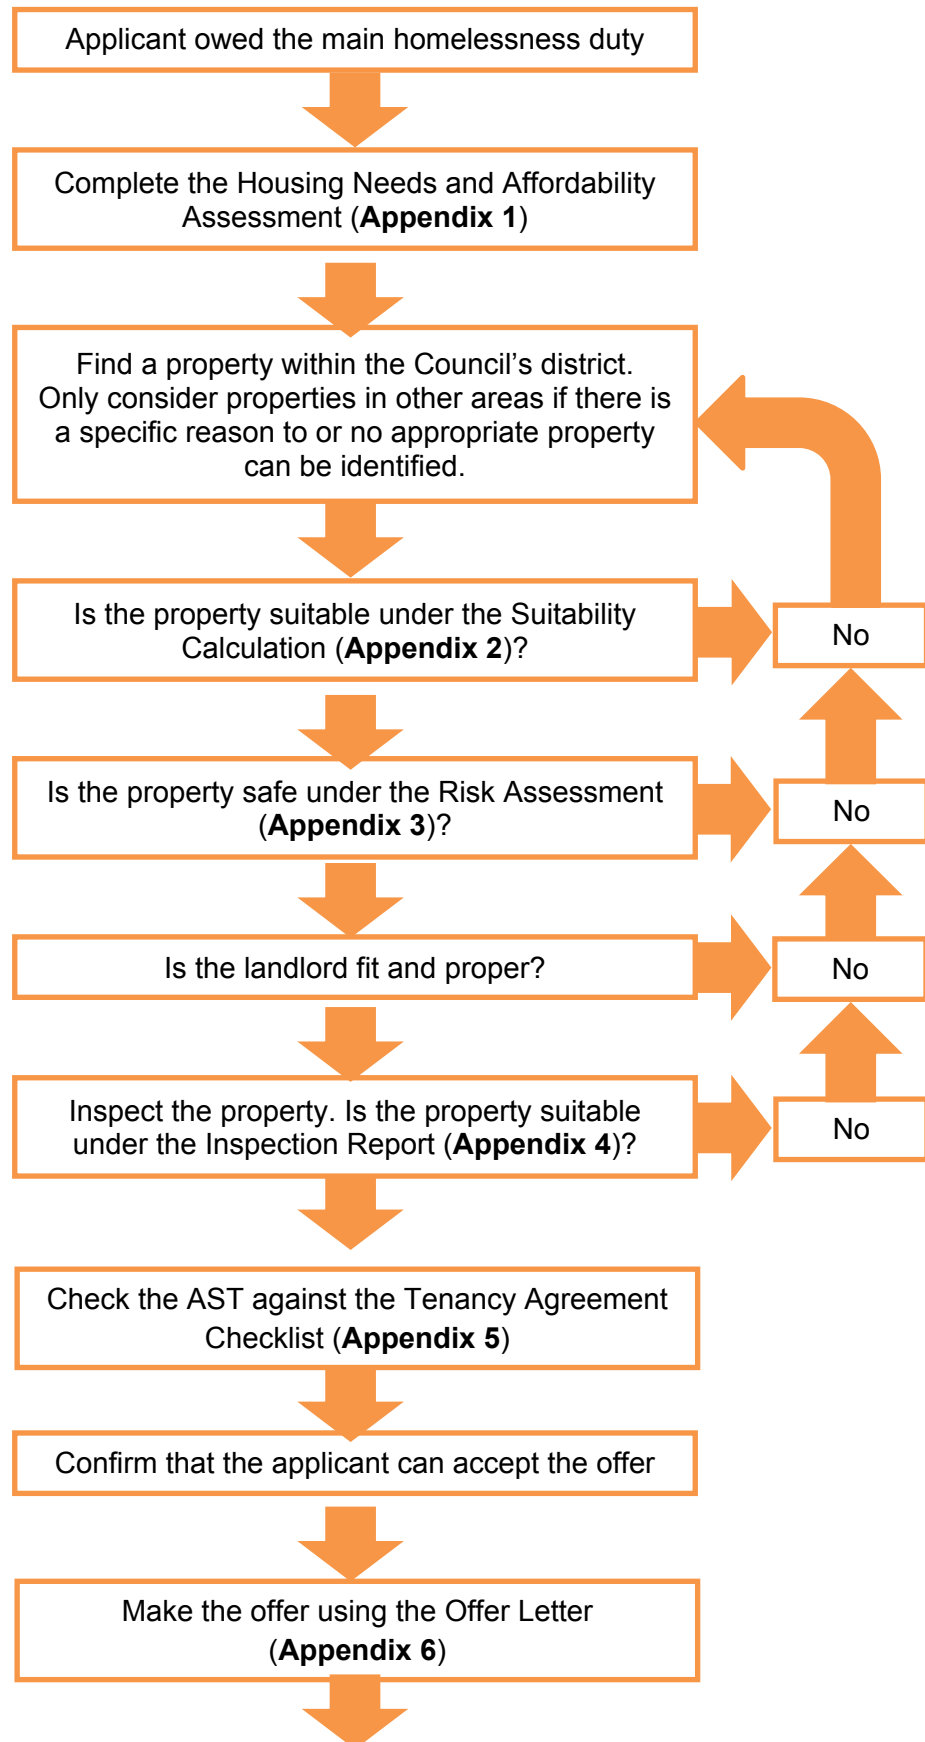 Applicant owed the main homelessness duty
Complete the Housing Needs and Affordability
Assessment (Appendix 1)
Find a property within the Council’s district.
Only consider properties in other areas if there is
a specific reason to or no appropriate property
can be identified.
Is the property suitable under the Suitability
Calculation (Appendix 2)?
No
Is the property safe under the Risk Assessment
(Appendix 3)?
No
Is the landlord fit and proper?
No
Inspect the property. Is the property suitable
under the Inspection Report (Appendix 4)?
No
Check the AST against the Tenancy Agreement
Checklist (Appendix 5)
Confirm that the applicant can accept the offer
Make the offer using the Offer Letter
(Appendix 6)